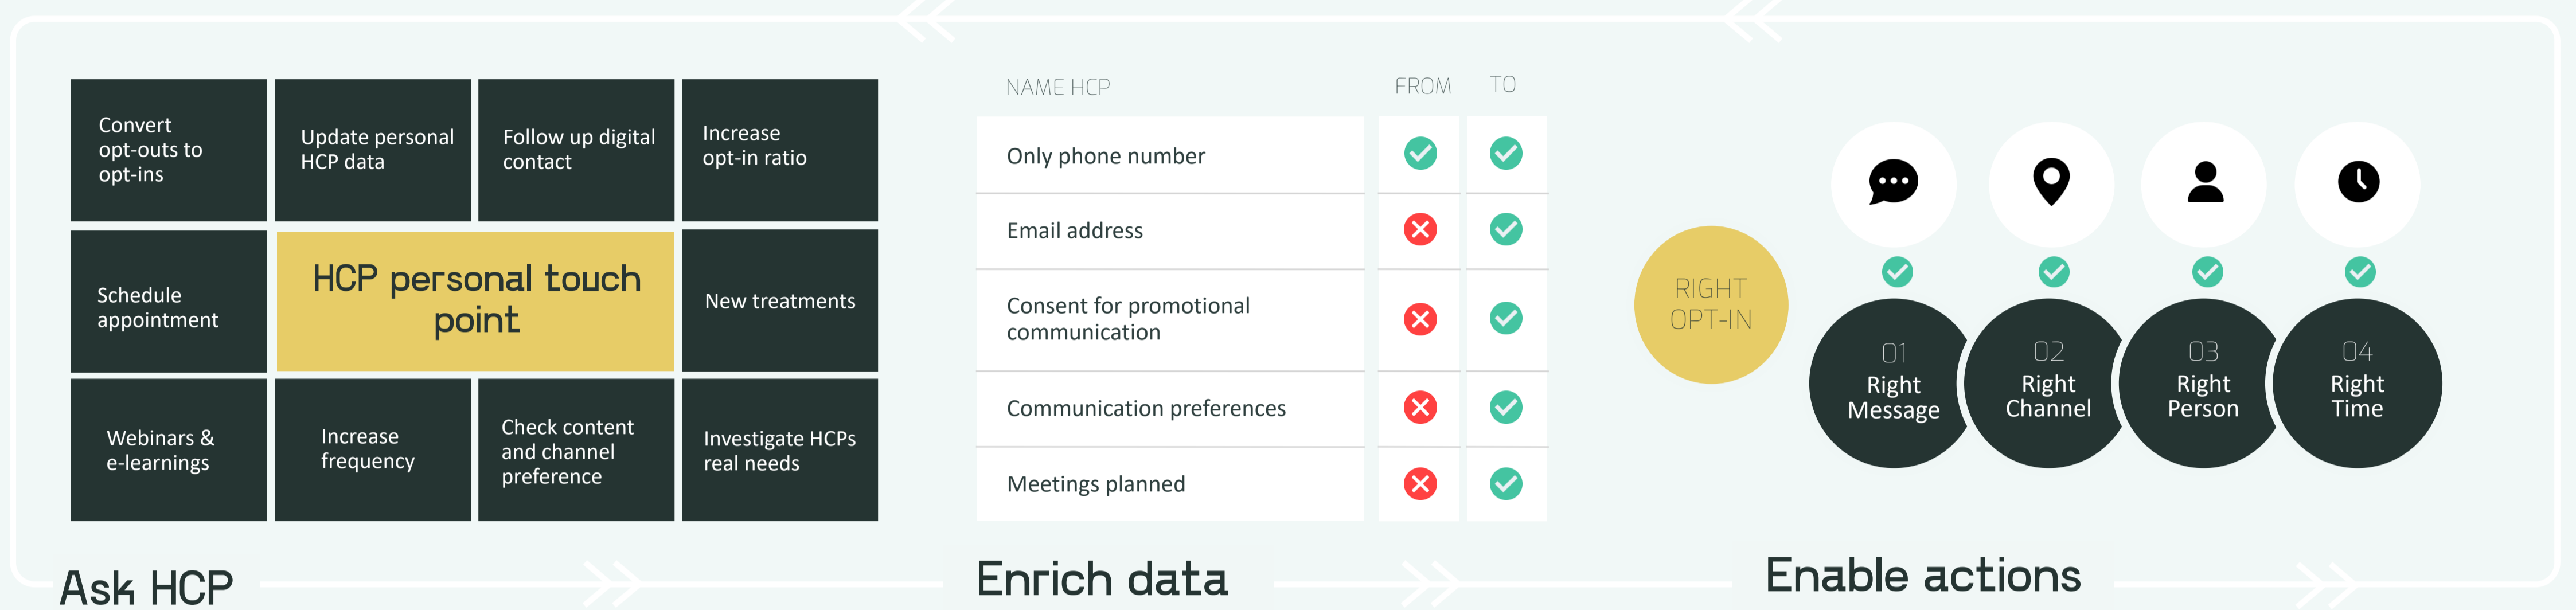 Convert
opt-outs to
opt-ins
Update personal
HCP data
Follow up digital
contact
Increase
opt-in ratio
Schedule
appointment
HCP personal touch
point
New treatments
Webinars &
e-learnings
Increase
frequency
Check content
and channel
preference
Investigate HCPs
real needs
Ask HCP
NAME HCP
FROM
TO
Only phone number
Email address
Consent for promotional
communication
Communication preferences
Meetings planned
Enrich data
RIGHT
OPT-IN
01
Right
Message
02
Right
Channel
03
Right
Person
04
Right
Time
Enable actions